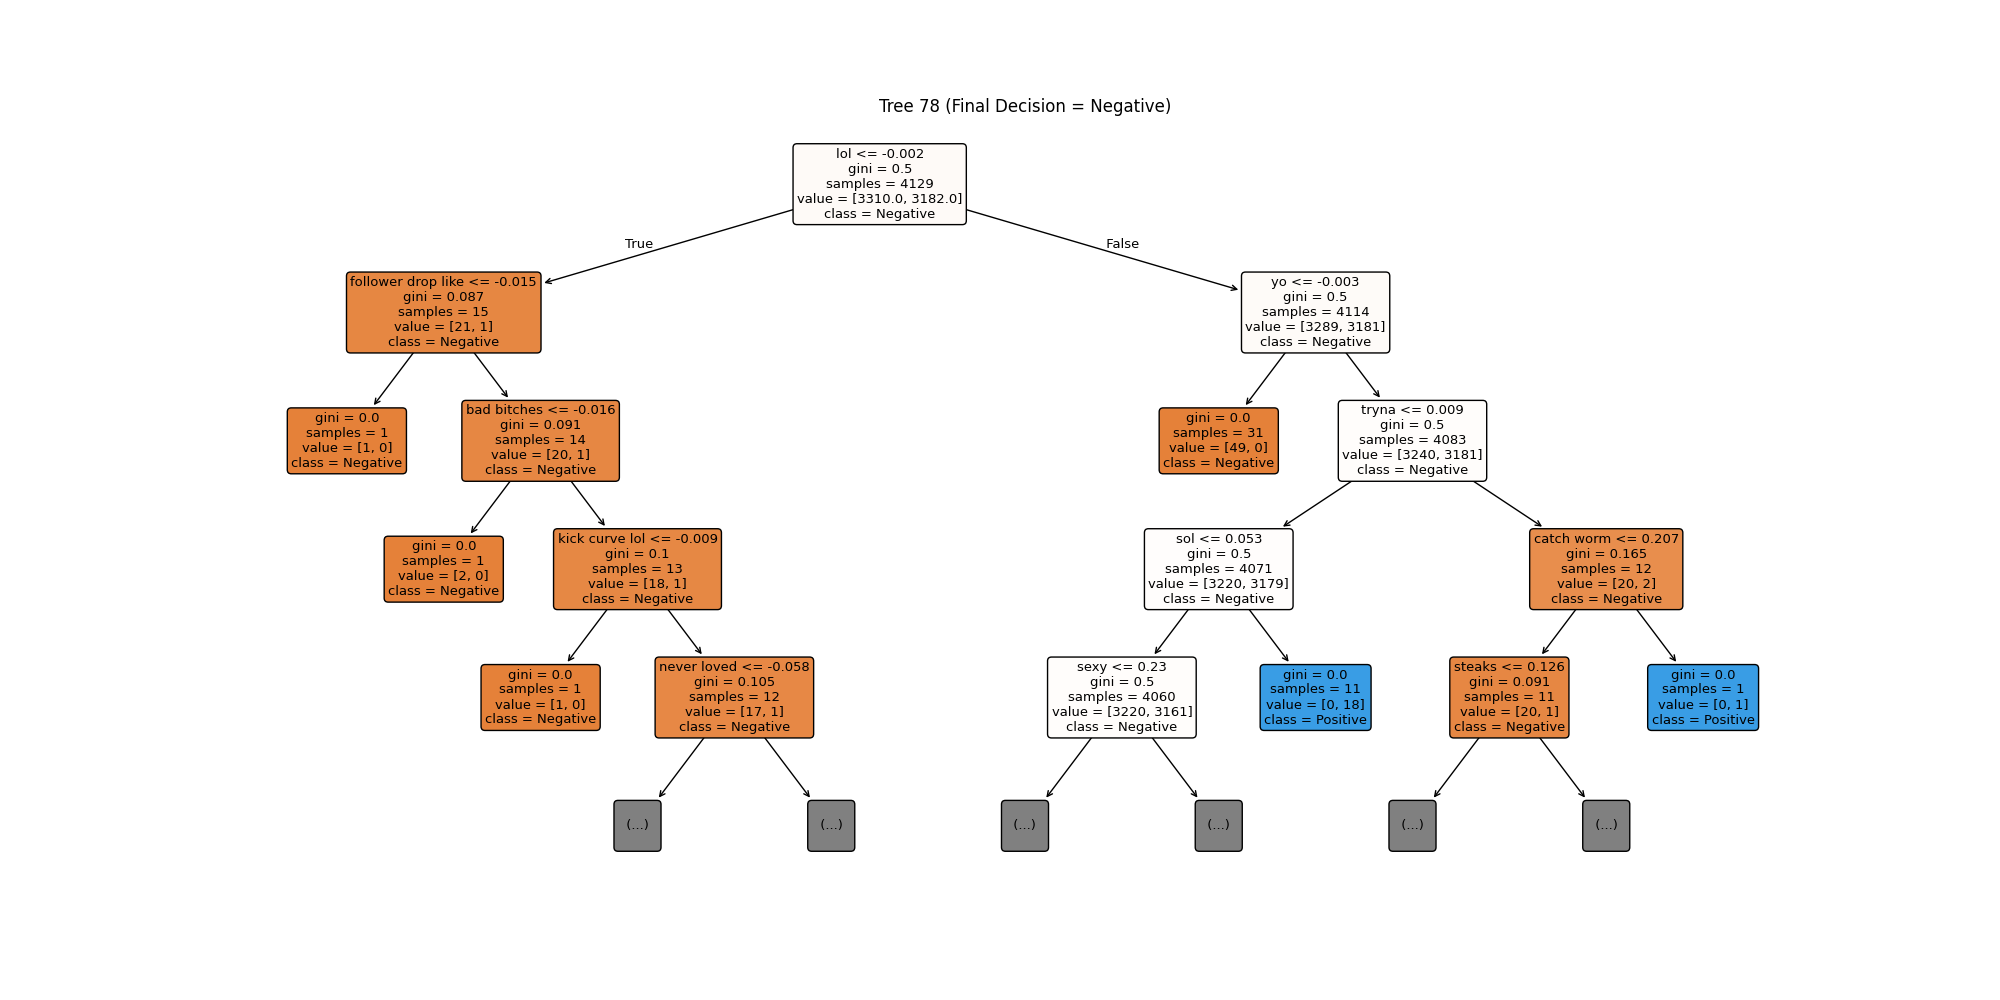 Tree 78 (Final Decision = Negative)
lol <= -0.002
gini = 0.5
samples = 4129
value = [3310.0, 3182.0]
class = Negative
True
False
follower drop like <= -0.015
gini = 0.087
samples = 15
value = [21, 1]
class = Negative
yo <= -0.003
gini = 0.5
samples = 4114
value = [3289, 3181]
class = Negative
gini = 0.0
samples = 1
value = [1, 0]
class = Negative
bad bitches <= -0.016
gini = 0.091
samples = 14
value = [20, 1]
class = Negative
gini = 0.0
samples = 31
value = [49, 0]
class = Negative
tryna <= 0.009
gini = 0.5
samples = 4083
value = [3240, 3181]
class = Negative
gini = 0.0
samples = 1
value = [2, 0]
class = Negative
kick curve lol <= -0.009
gini = 0.1
samples = 13
value = [18, 1]
class = Negative
sol <= 0.053
gini = 0.5
samples = 4071
value = [3220, 3179]
class = Negative
catch worm <= 0.207
gini = 0.165
samples = 12
value = [20, 2]
class = Negative
gini = 0.0
samples = 1
value = [1, 0]
class = Negative
never loved <= -0.058
gini = 0.105
samples = 12
value = [17, 1]
class = Negative
sexy <= 0.23
gini = 0.5
samples = 4060
value = [3220, 3161]
class = Negative
gini = 0.0
samples = 11
value = [0, 18]
class = Positive
steaks <= 0.126
gini = 0.091
samples = 11
value = [20, 1]
class = Negative
gini = 0.0
samples = 1
value = [0, 1]
class = Positive
(...)
(...)
(...)
(...)
(...)
(...)